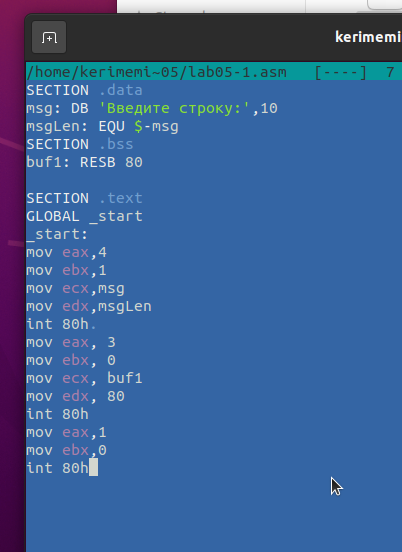 kerimemi
/home/kerimemi~05/lab05-1.asm [----] 7
SECTION .data
msg: DB 'Введите строку:',10
msgLen: EQU $-msg
SECTION .bss
buf1: RESB 80
SECTION .text
GLOBAL _start
_start:
mov eax,4
mov ebx,1
mov ecx,msg
mov edx,msgLen
int 80h.
mov eax, 3
mov ebx, 0
mov ecx, buf1
mov edx, 80
int 80h
mov eax,1
mov ebx,0
int 80h